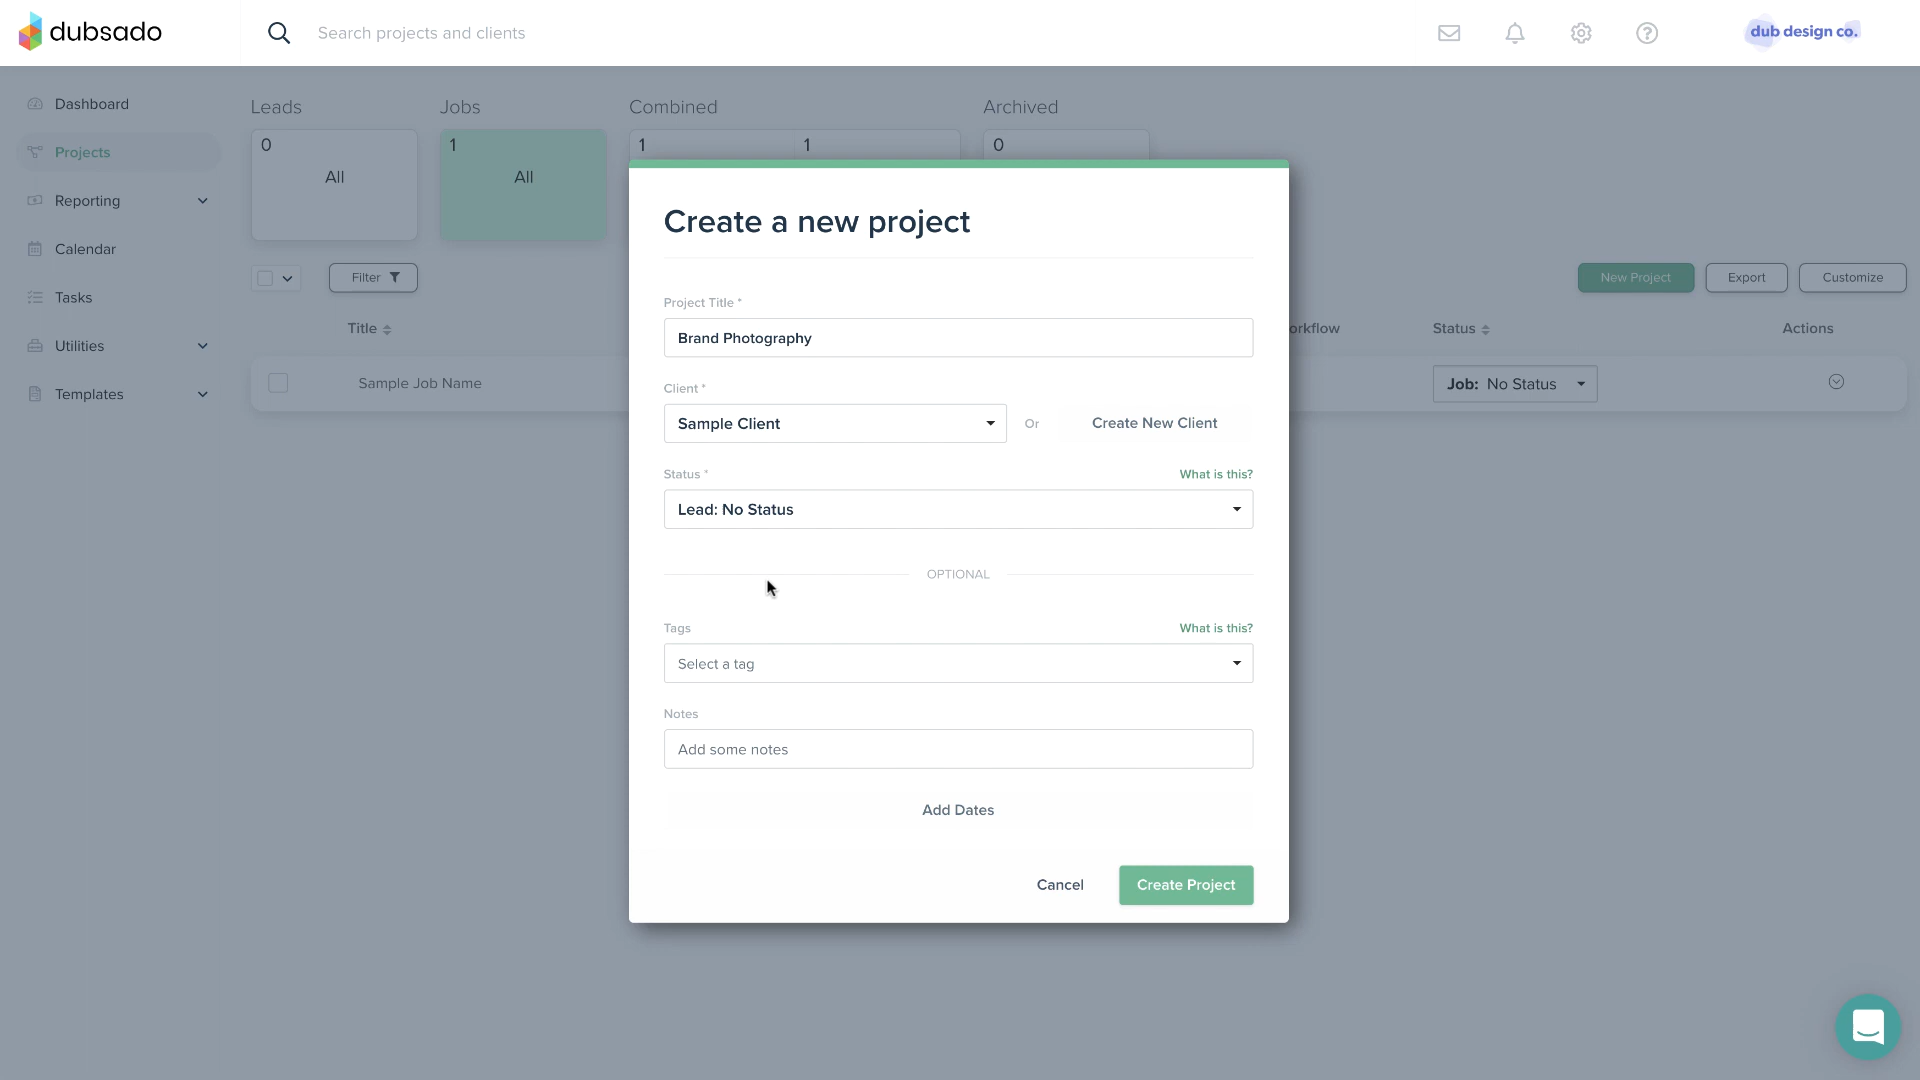 dubsado
Search projects and clients
dub design co.
Dashboard
Projects
Reporting
Calendar
Tasks
Utilities
Templates
Leads
Jobs
Combined
Archived
0
1
1
1
0
All
All
Filter
New Project
Export
Customize
Title
orkflow
Status
Actions
Sample Job Name
Job: No Status
Create a new project
Project Title *
Brand Photography
Client *
Sample Client
Or
Create New Client
Status *
What is this?
Lead: No Status
OPTIONAL
Tags
What is this?
Select a tag
Notes
Add some notes
Add Dates
Cancel
Create Project